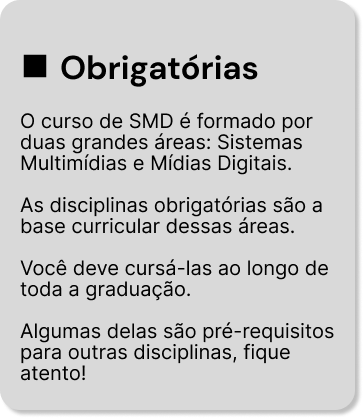 Obrigatórias
O curso de SMD é formado por
duas grandes áreas: Sistemas
Multimídias e Mídias Digitais.
As disciplinas obrigatórias são a
base curricular dessas áreas.
Você deve cursá-las ao longo de
toda a graduação.
Algumas delas são pré-requisitos
para outras disciplinas, fique
atento!